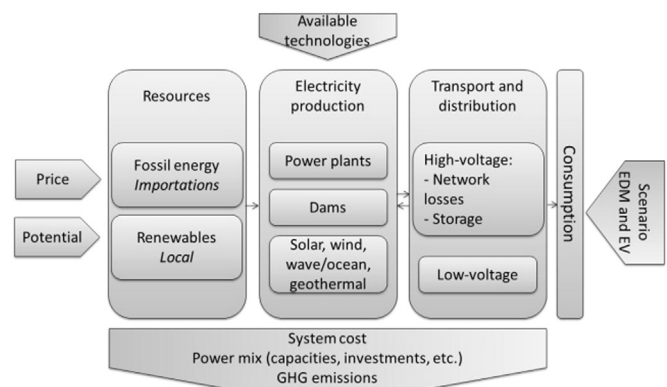 Available
technologies
Resources
Electricity
production
Transport and
distribution
Price
Potential
Fossil energy
Importations
Renewables
Local
Power plants
Dams
Solar, wind,
wave/ocean,
geothermal
High-voltage:
- Network
losses
- Storage
Low-voltage
Consumption
Scenario
EDM and EV
System cost
Power mix (capacities, investments, etc.)
GHG emissions